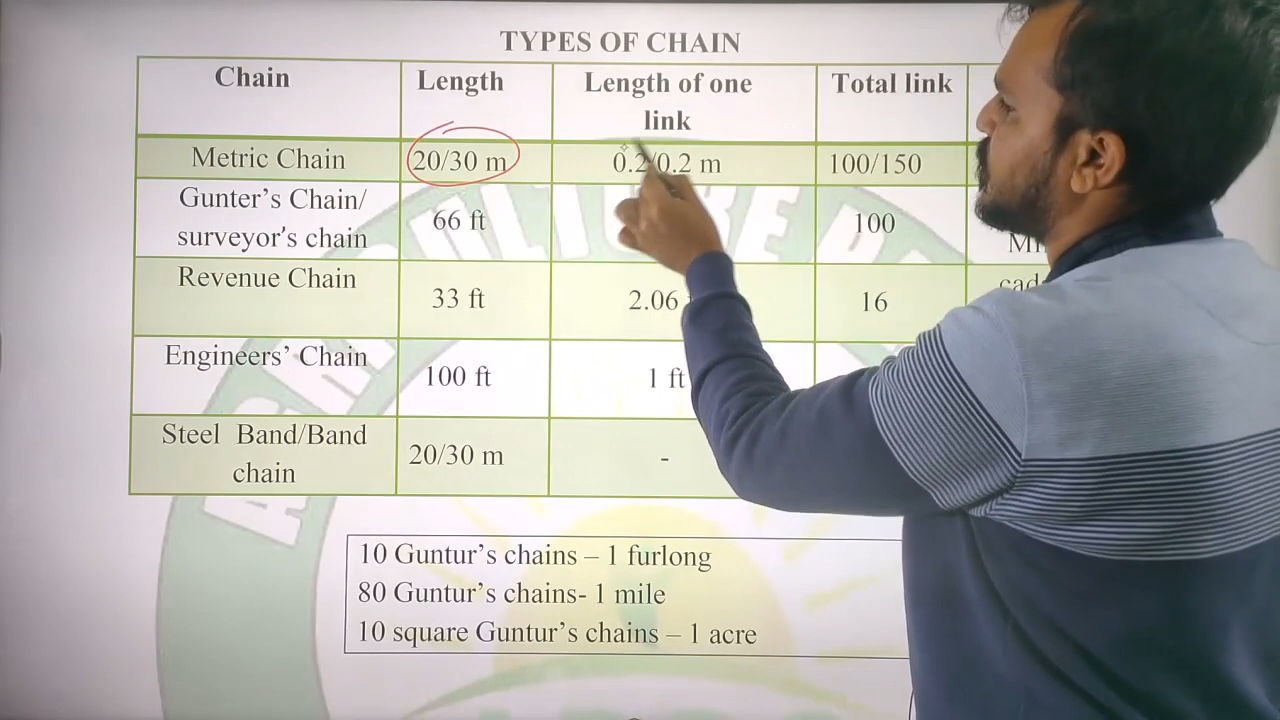 TYPES OF CHAIN
Chain Length Length of one link Total link
Metric Chain 20/30 m 0.2/0.2 m 100/150
Gunter's Chain/ surveyor's chain 66 ft 100
Revenue Chain 33 ft 2.06 16
Engineers' Chain 100 ft 1 ft
Steel Band/Band chain 20/30 m -
10 Guntur's chains – 1 furlong
80 Guntur's chains- 1 mile
10 square Guntur's chains – 1 acre